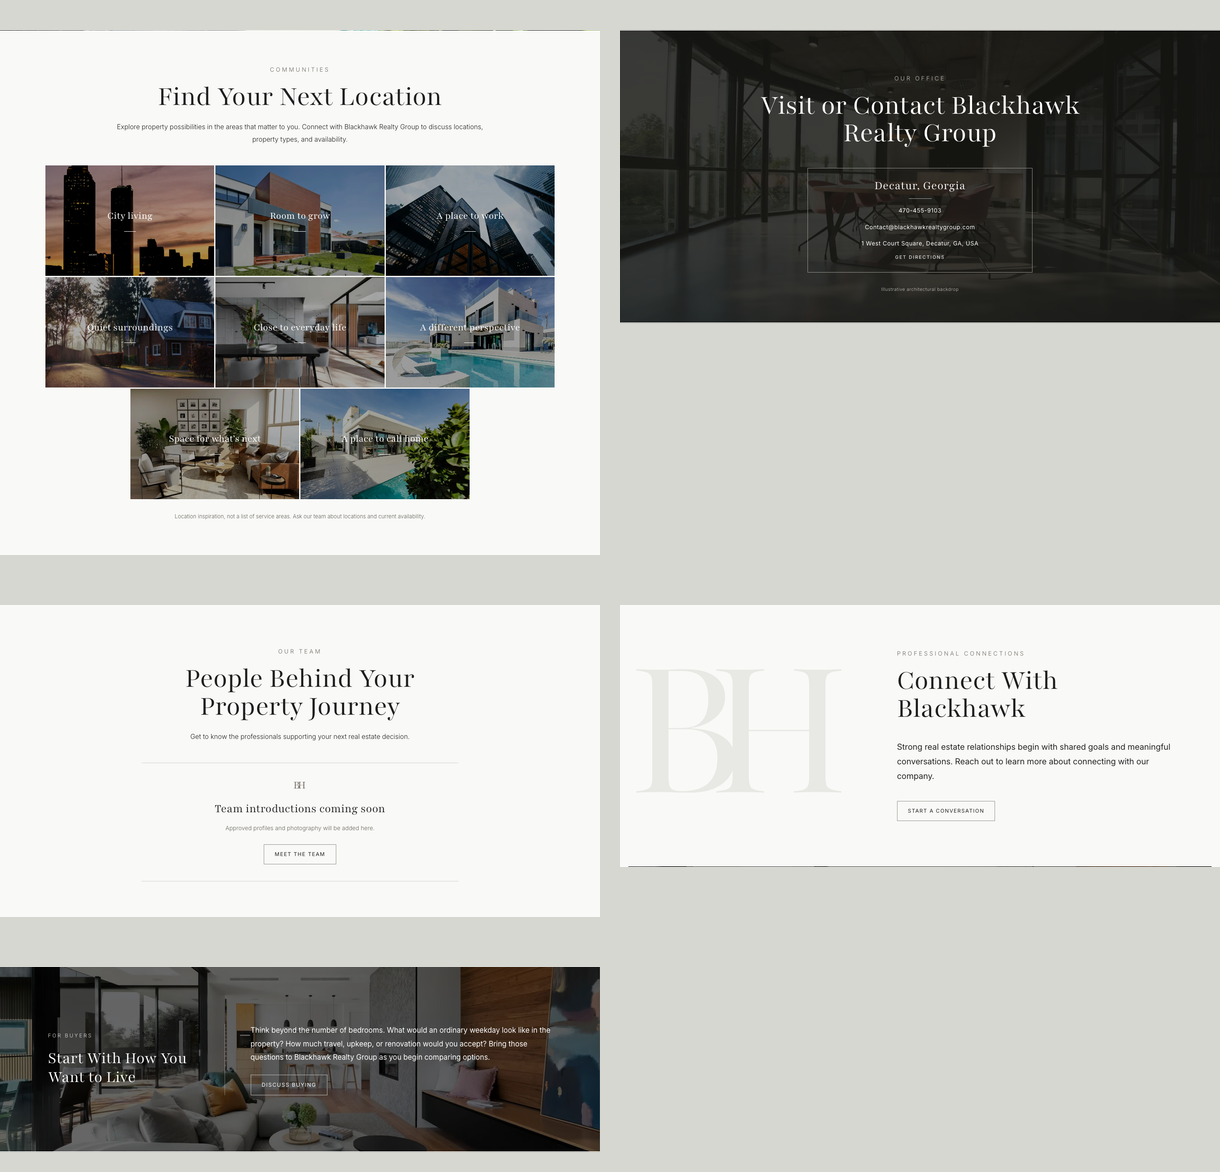 COMMUNITIES
Find Your Next Location
Explore property possibilities in the areas that matter to you. Connect with Blackhawk Realty Group to discuss locations,
property types, and availability.
City living
Room to grow
A place to work
Quiet surroundings
Close to everyday life
A different perspective
Space for what's next
A place to call home
Location inspiration, not a list of service areas. Ask our team about locations and current availability.
OUR OFFICE
Visit or Contact Blackhawk
Realty Group
Decatur, Georgia
470-455-9103
Contact@blackhawkrealtygroup.com
1 West Court Square, Decatur, GA, USA
GET DIRECTIONS
Illustrative architectural backdrop
OUR TEAM
People Behind Your
Property Journey
Get to know the professionals supporting your next real estate decision.
BH
Team introductions coming soon
Approved profiles and photography will be added here.
MEET THE TEAM
BH
PROFESSIONAL CONNECTIONS
Connect With
Blackhawk
Strong real estate relationships begin with shared goals and meaningful
conversations. Reach out to learn more about connecting with our
company.
START A CONVERSATION
FOR BUYERS
Start With How You
Want to Live
Think beyond the number of bedrooms. What would an ordinary weekday look like in the
property? How much travel, upkeep, or renovation would you accept? Bring those
questions to Blackhawk Realty Group as you begin comparing options.
DISCUSS BUYING